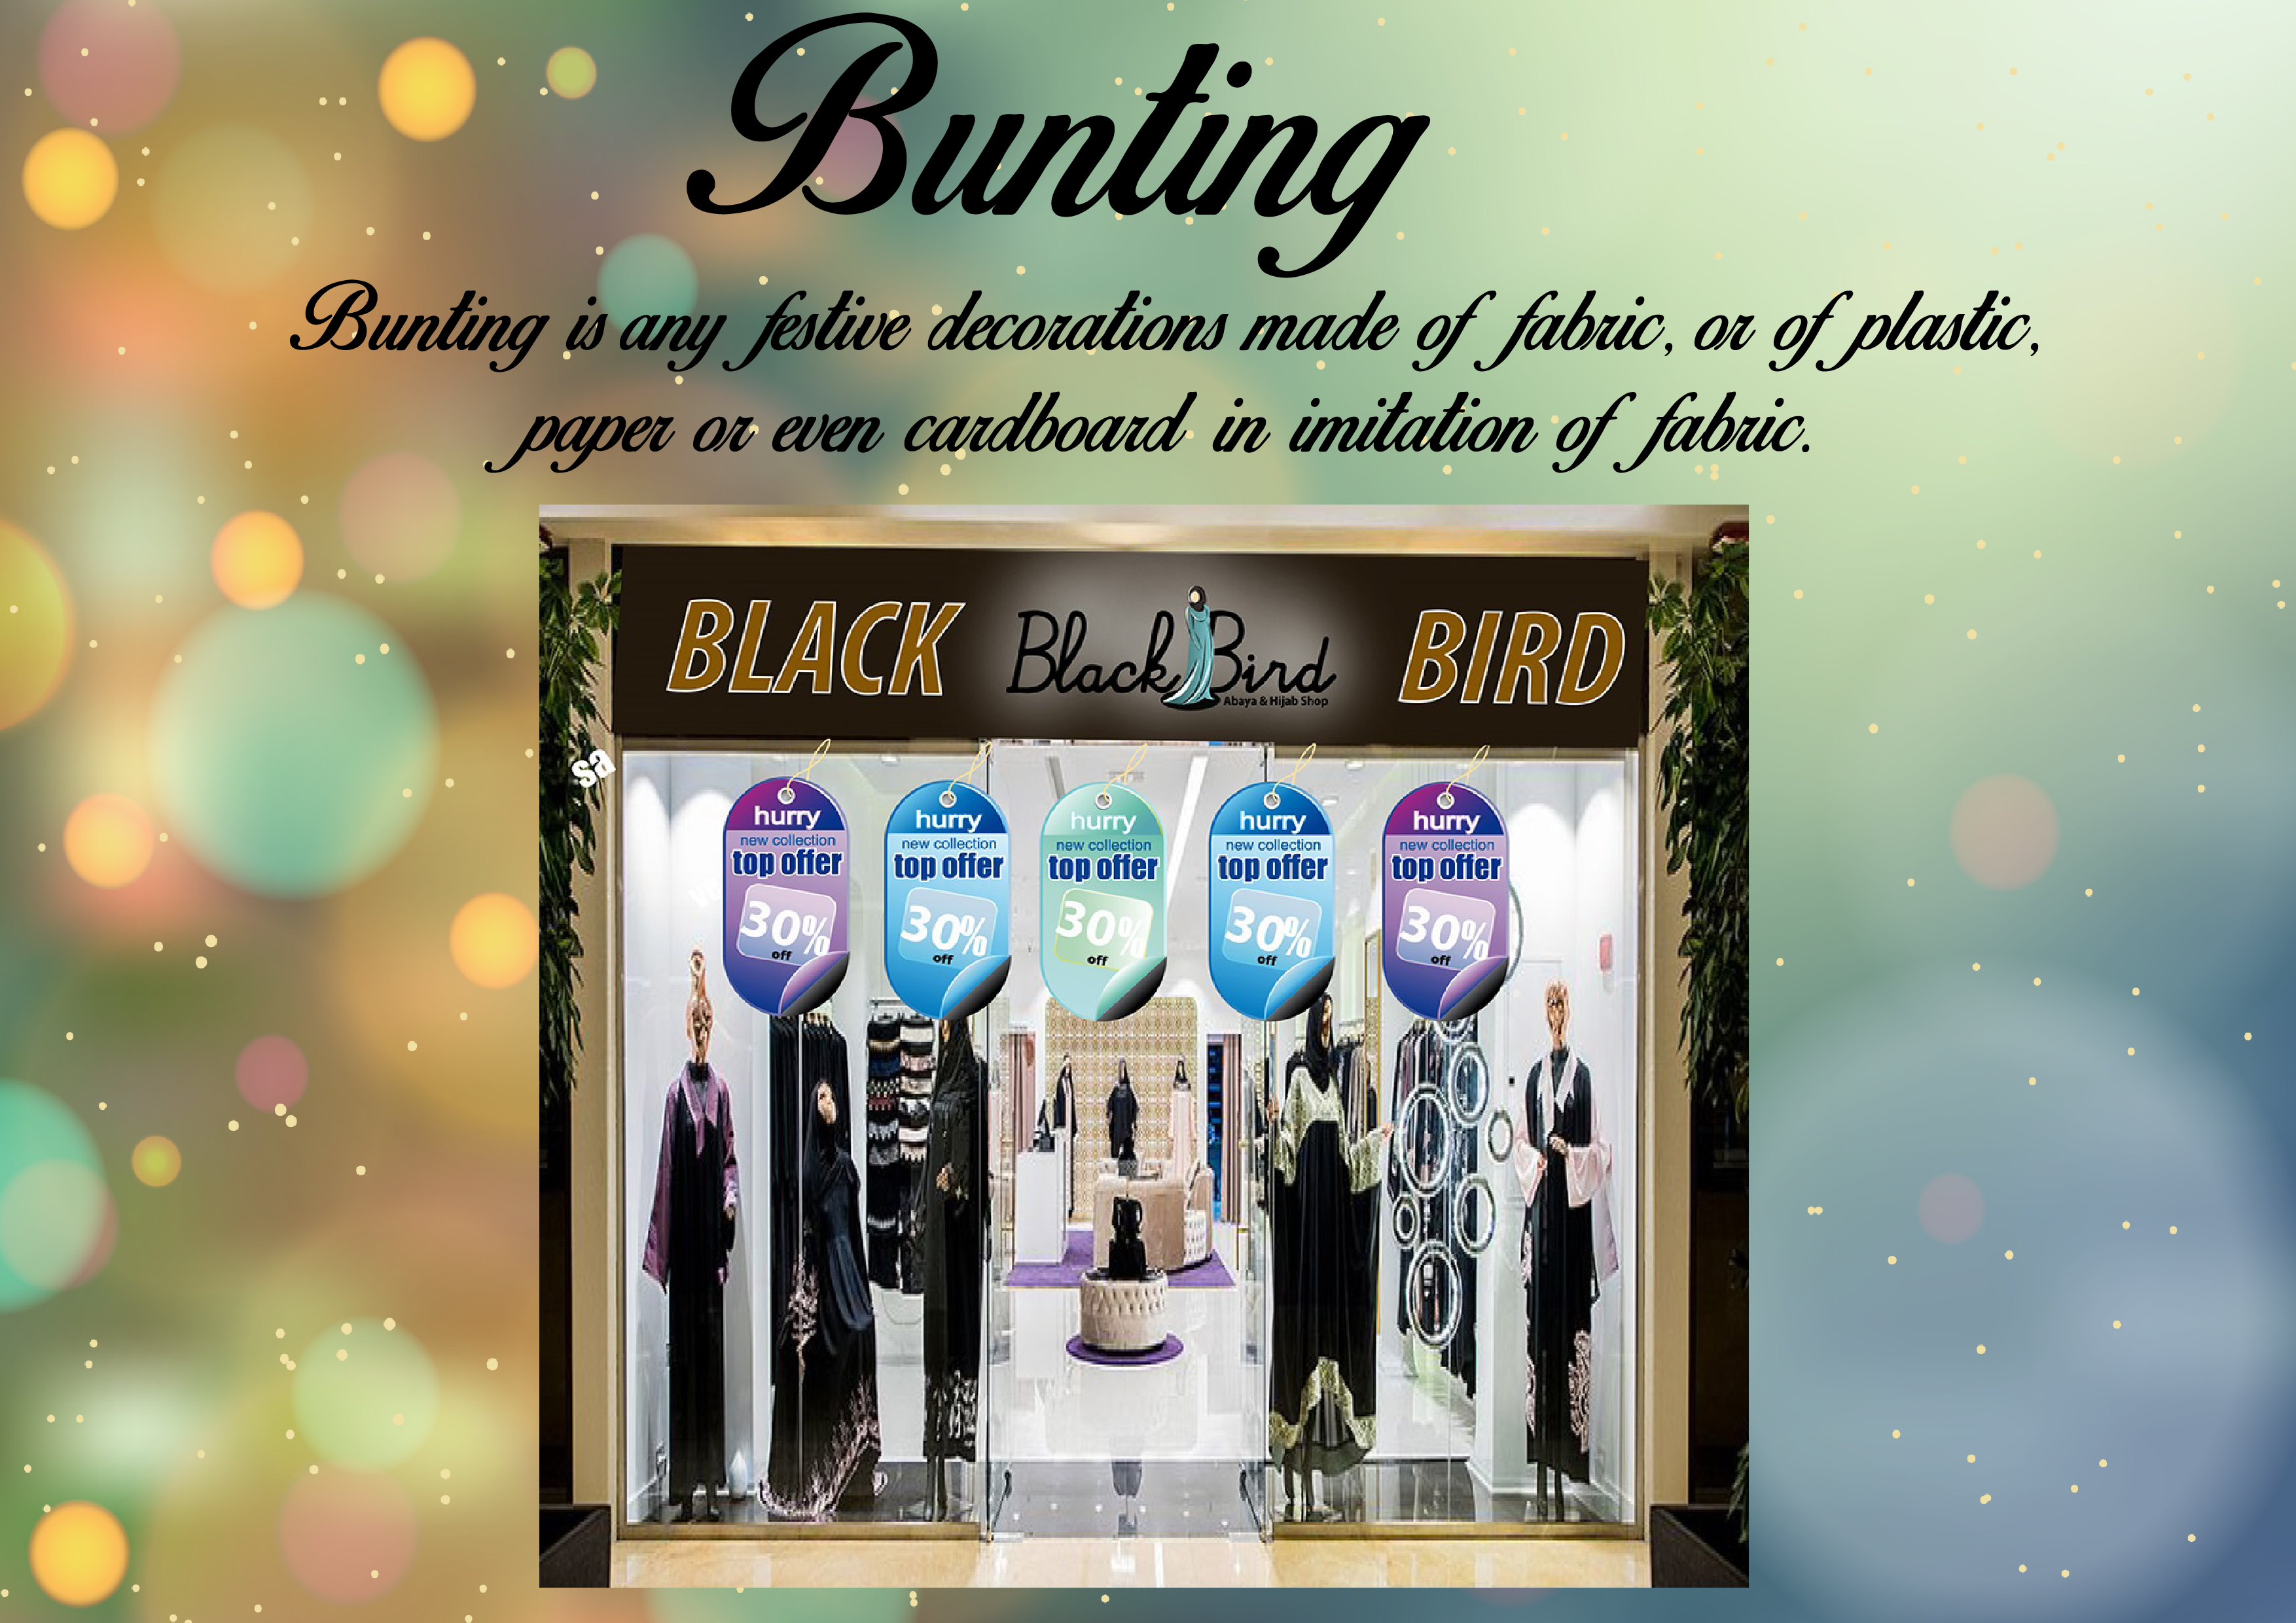 Bunting
Bunting is any festive decorations made of fabric, or of plastic,
paper or even cardboard in imitation of fabric.
BLACK Black Bird BIRD
Abaya & Hijab Shop
sa
hurry hurry hurry hurry hurry
new collection new collection new collection new collection new collection
top offer top offer top offer top offer top offer
30% 30% 30% 30% 30%
off off off off off